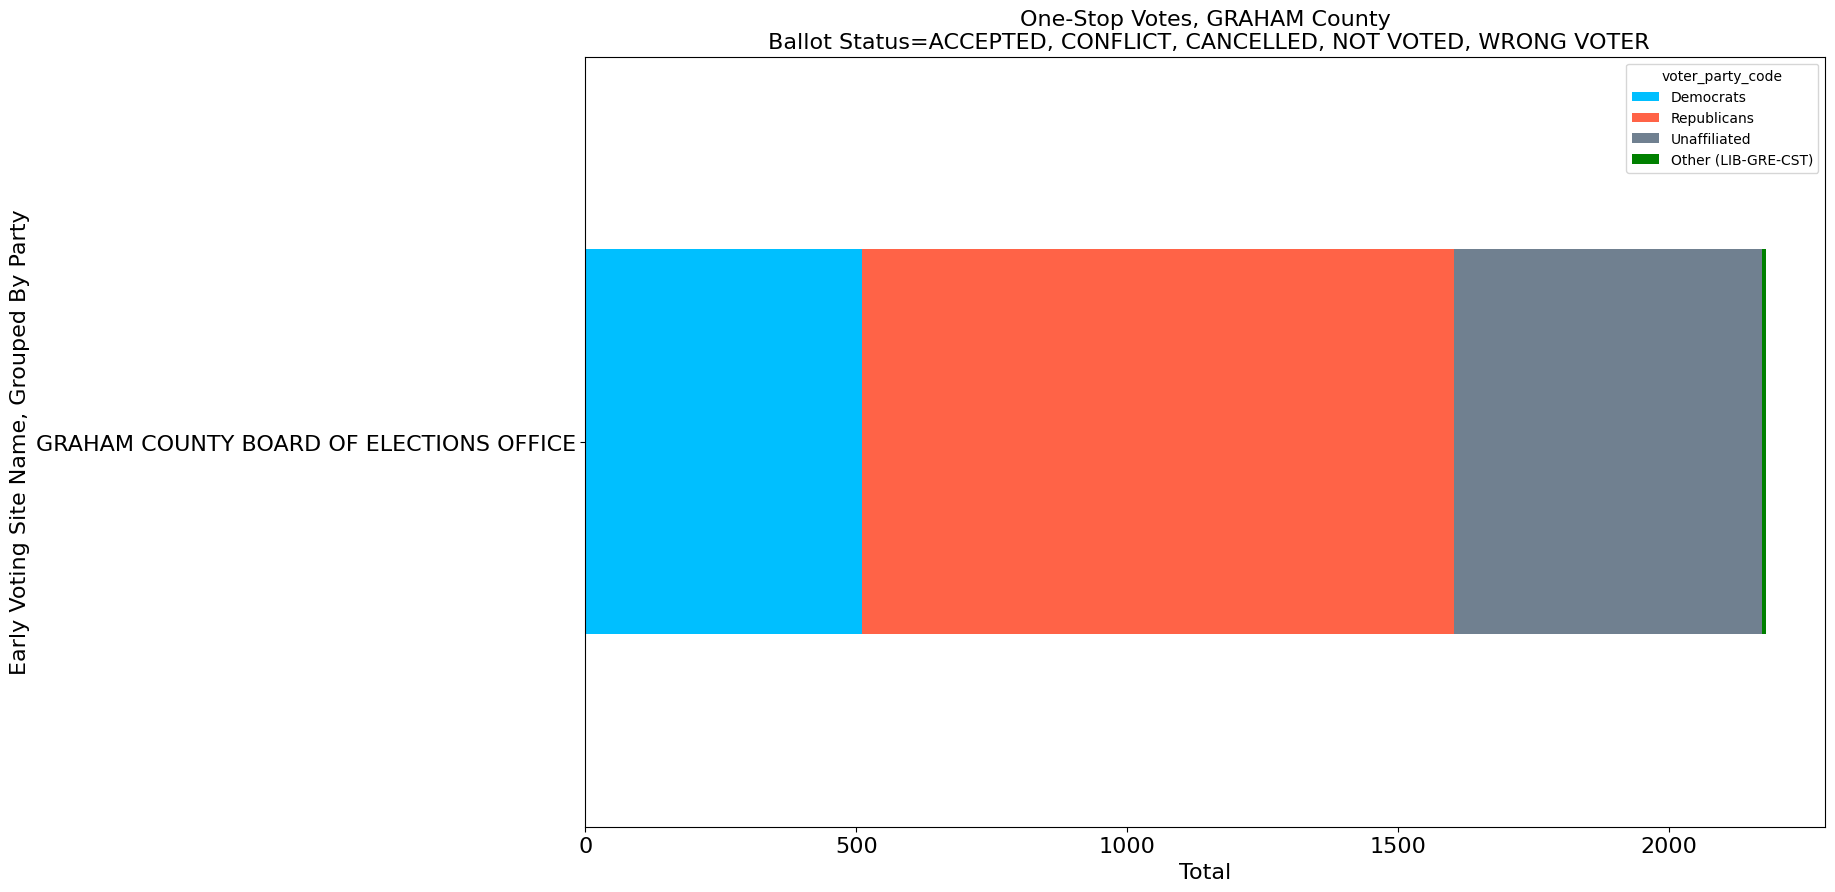 One-Stop Votes, GRAHAM County
Ballot Status=ACCEPTED, CONFLICT, CANCELLED, NOT VOTED, WRONG VOTER
voter_party_code
Democrats
Republicans
Unaffiliated
Other (LIB-GRE-CST)
Early Voting Site Name, Grouped By Party
GRAHAM COUNTY BOARD OF ELECTIONS OFFICE
0
500
1000
1500
2000
Total